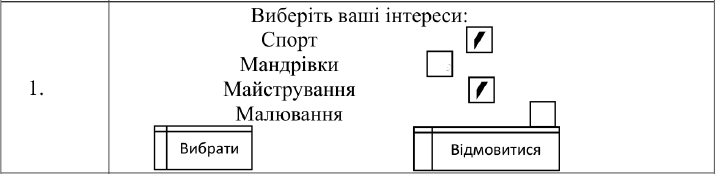 Виберіть ваші інтереси:
Спорт
Мандрівки
1.
Майстрування
Малювання
Вибрати
Відмовитися